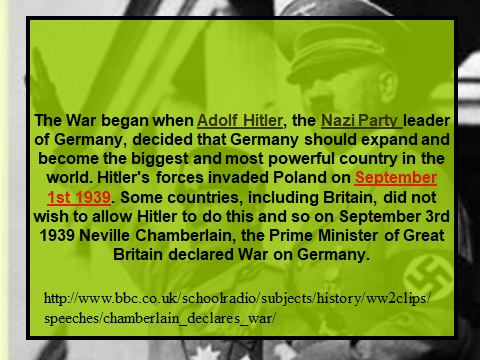 The War began when Adolf Hitler, the Nazi Party leader
of Germany, decided that Germany should expand and
become the biggest and most powerful country in the
world. Hitler's forces invaded Poland on September
1st 1939. Some countries, including Britain, did not
wish to allow Hitler to do this and so on September 3rd
1939 Neville Chamberlain, the Prime Minister of Great
Britain declared War on Germany.
http://www.bbc.co.uk/schoolradio/subjects/history/ww2clips/
speeches/chamberlain_declares_war/